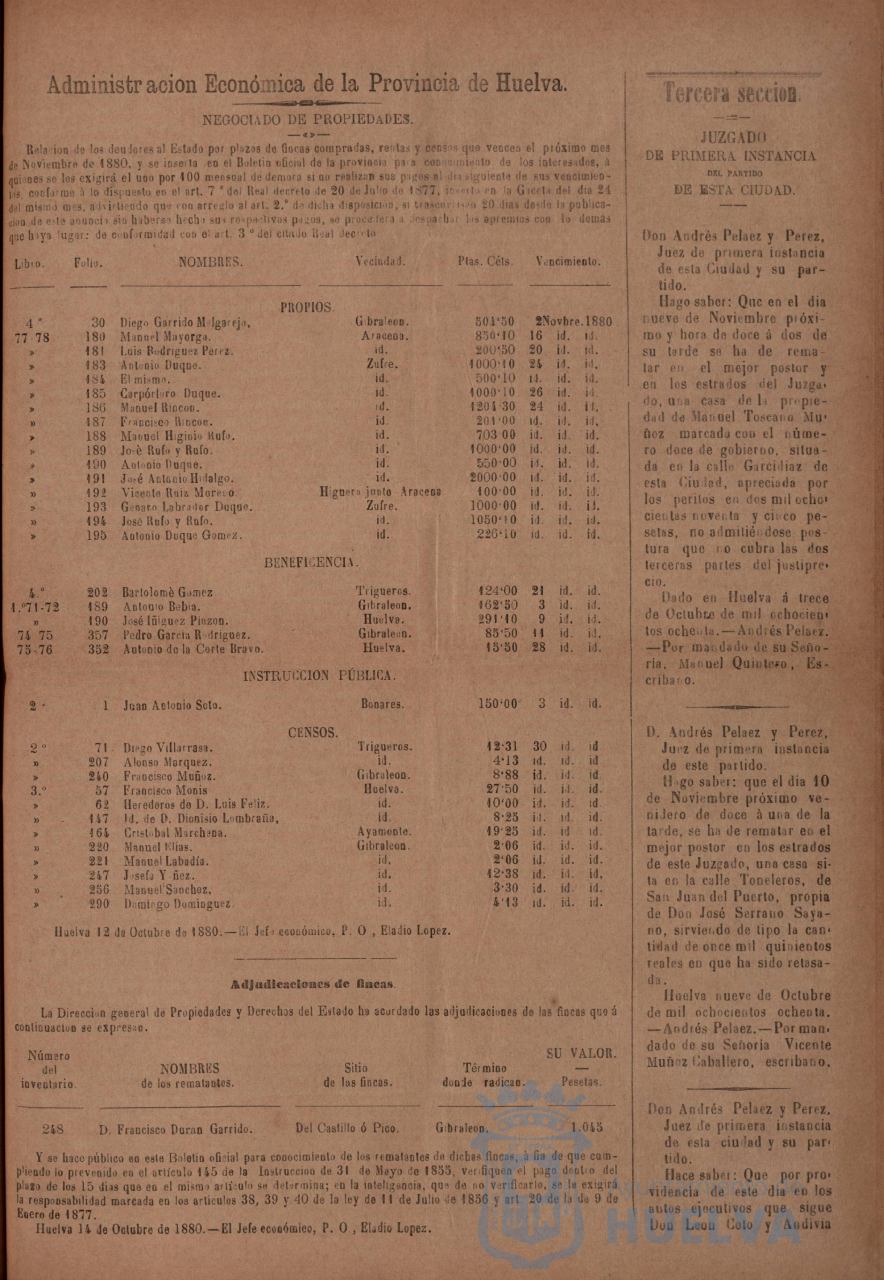 Administracion Económica de la Provincia de Huelva.
NEGOCIADO DE PROPIEDADES.
Relacion de los deudores al Estado por plazos de fincas compradas, rentas y censos que vencen el próximo mes
de Noviembre de 1880, y se inserta en el Boletin oficial de la provincia para conocimiento de los interesados, á
quienes se les exigirá el uno por 100 mensual de demora si no realizan sus pagos al dia siguiente de sus vencimien-
tos, conforme á lo dispuesto en el art. 7.º del Real decreto de 20 de Julio de 1877, inserto en la Gaceta del dia 24
del mismo mes, advirtiendo que con arreglo al art. 2.º de dicha disposicion, si trascurriesen 20 dias desde la publica-
cion de este anuncio sin haberse hecho sus respectivos pagos, se procederá á despachar los apremios con lo demás
que haya lugar: de conformidad con el art. 3 º del citado Real decreto
Libro. Folio. NOMBRES. Vecindad. Ptas. Céts. Vencimiento.
PROPIOS.
4 º 30 Diego Garrido Melgarejo, Gibraleon. 504‘50 2 Novbre. 1880
77-78 180 Manuel Mayorga. Aracena. 850‘10 16 id. id.
» 181 Luis Rodriguez Perez. id. 200‘50 20 id. id.
» 183 Antonio Duque. Zufre. 1000‘10 24 id. id.
» 184 El mismo. id. 500‘10 id. id. id.
» 185 Carpóforo Duque. id. 1000‘10 26 id. id.
» 186 Manuel Rincon. id. 1204‘30 24 id. id.
» 187 Francisco Rincon. id. 201‘00 id. id. id.
» 188 Manuel Higinio Rufo. id. 703‘00 id. id. id.
» 189 Josè Rufo y Rufo. id. 1000‘00 id. id. id.
» 190 Antonio Duque. id. 550‘00 id. id. id.
» 191 José Antonio Hidalgo. id. 2000‘00 id. id. id.
» 192 Vicente Ruiz Moreno. Higuera junto Aracena 100‘00 id. id. id.
» 193 Genaro Labrador Duque. Zufre. 1000‘00 id. id. id.
» 194 José Rufo y Rufo. id. 1050‘10 id. id. id.
» 195 Antonio Duque Gomez. id. 226‘10 id. id. id.
BENEFICENCIA.
4.º 202 Bartolomè Gomez Trigueros. 124‘00 21 id. id.
1.º71-72 189 Antonio Bebia. Gibraleon. 162‘50 3 id. id.
» 190 José Iñiguez Pinzon. Huelva. 291‘10 9 id. id.
74 75 357 Pedro Garcia Rodriguez. Gibraleon. 85‘50 11 id. id.
75-76 352 Antonio de la Corte Bravo. Huelva. 15‘50 28 id. id.
INSTRUCCION PÚBLICA.
2 º 1 Juan Antonio Soto. Bonares. 150‘00 3 id. id.
CENSOS.
2 º 71 Diego Villarrasa. Trigueros. 12‘31 30 id. id
» 207 Alonso Marquez. id. 4‘13 id. id. id.
» 240 Francisco Muñoz. Gibraleon. 8‘88 id. id. id.
3.º 57 Francisco Monis Huelva. 27‘50 id. id. id.
» 62 Herederos de D. Luis Feliz. id. 10‘00 id. id. id.
» 147 Id. de D. Dionisio Lombraña, id. 8‘25 id. id. id.
» 164 Cristobal Marchena. Ayamonte. 19‘25 id. id. id.
» 220 Manuel Elias. Gibraleon. 2‘06 id. id. id.
» 221 Manuel Labadía. id. 2‘06 id. id. id.
» 247 Josefa Y ñez. id. 12‘38 id. id. id.
» 256 Manuel Sanchez, id. 3‘30 id. id. id.
» 290 Domingo Dominguez. id. 4‘13 id. id. id.
Huelva 12 de Octubre de 1880.—El Jefe económico, P. O , Eladio Lopez.
Adjudicaciones de fincas.
La Direccion general de Propiedades y Derechos del Estado ha acordado las adjudicaciones de las fincas que á
continuacion se expresan.
Número del inventario. NOMBRES de los rematantes. Sitio de las fincas. Término donde radican. SU VALOR. — Pesetas.
248 D. Francisco Duran Garrido. Del Castillo ó Pico. Gibraleon. 1.045
Y se hace público en este Boletin oficial para conocimiento de los rematantes de dichas fincas, à fin de que cum-
pliendo lo prevenido en el artículo 145 de la Instruccion de 31 de Mayo de 1855, verifiquen el pago dentro del
plazo de los 15 dias que en el mismo artículo se determina; en la inteligencia, que de no verificarlo, se le exigirá
la responsabilidad marcada en los articulos 38, 39 y 40 de la ley de 11 de Julio de 1856 y art. 20 de la de 9 de
Enero de 1877.
Huelva 14 de Octubre de 1880.—El Jefe económico, P. O , Eladio Lopez.
Tercera seccion.
JUZGADO
DE PRIMERA INSTANCIA
DEL PARTIDO
DE ESTA CIUDAD.
Don Andrés Pelaez y Perez,
Juez de primera instancia
de esta Ciudad y su par-
tido.
Hago saber: Que en el dia
nueve de Noviembre próxi-
mo y hora de doce á dos de
su tarde se ha de rema-
tar en el mejor postor y
en los estrados del Juzga-
do, una casa de la propie-
dad de Manuel Toscano Mu-
ñoz marcada con el núme-
ro doce de gobierno, situa-
da en la calle Garcidiaz de
esta Ciudad, apreciada por
los peritos en dos mil ocho
cientas noventa y cinco pe-
setas, no admitiéndose pos-
tura que no cubra las dos
terceras partes del justipre-
cio.
Dado en Huelva á trece
de Octubre de mil ochocien
tos ochenta.—Andrés Pelaez.
—Por mandado de su Seño-
ría, Manuel Quintero, Es-
cribano.
D. Andrés Pelaez y Perez,
Juez de primera instancia
de este partido.
Hago saber: que el dia 10
de Noviembre próximo ve-
nidero de doce à una de la
tarde, se ha de rematar en el
mejor postor en los estrados
de este Juzgado, una casa si-
ta en la calle Toneleros, de
San Juan del Puerto, propia
de Don José Serrano Saya-
no, sirviendo de tipo la can-
tidad de once mil quinientos
reales en que ha sido retasa-
da.
Huelva nueve de Octubre
de mil ochocientos ochenta.
—Andrés Pelaez.—Por man-
dado de su Señoria Vicente
Muñoz Caballero, escribano.
Don Andrés Pelaez y Perez,
Juez de primera instancia
de esta ciudad y su par
tido.
Hace saber: Que por pro-
videncia de este dia en los
autos ejecutivos que sigue
Don Leon Coto y Andivia
HUELVA